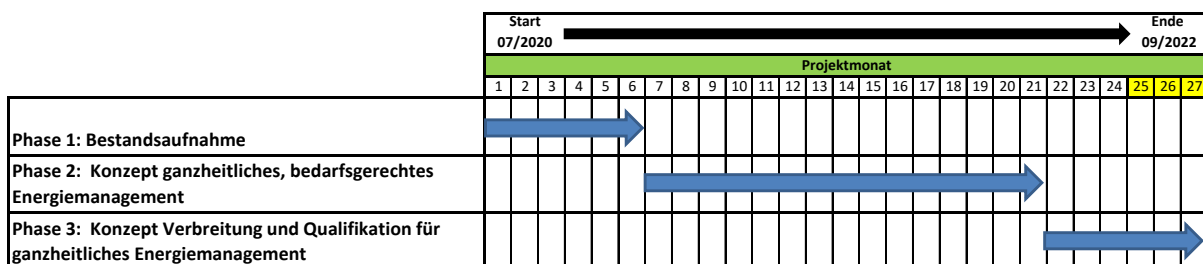 Start Ende
07/2020 09/2022
Projektmonat
1 2 3 4 5 6 7 8 9 10 11 12 13 14 15 16 17 18 19 20 21 22 23 24 25 26 27
Phase 1: Bestandsaufnahme
Phase 2: Konzept ganzheitliches, bedarfsgerechtes
Energiemanagement
Phase 3: Konzept Verbreitung und Qualifikation für
ganzheitliches Energiemanagement